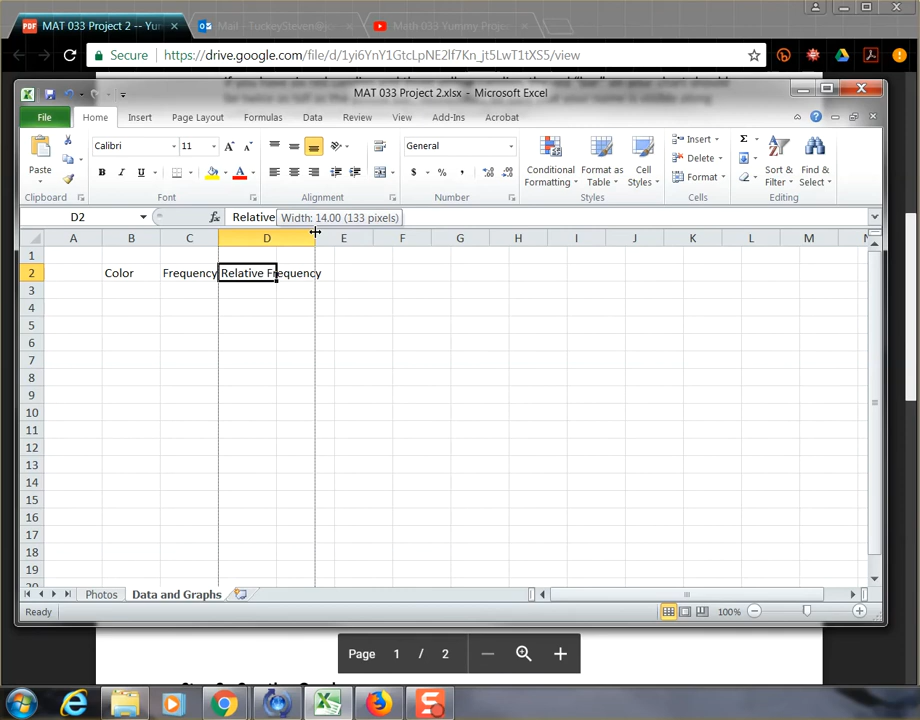 MAT 033 Project 2 -- Yu
Mail - TuckeySteven@j
Math 033 Yummy Proje
Secure
https://drive.google.com/file/d/1yi6YnY1GtcLpNE2lf7Kn_jt5LwT1tXS5/view
MAT 033 Project 2.xlsx - Microsoft Excel
File Home Insert Page Layout Formulas Data Review View Add-Ins Acrobat
Paste
Calibri 11
B I U
General
$ % ,
Conditional Formatting
Format as Table
Cell Styles
Insert
Delete
Format
Σ
Sort & Filter
Find & Select
Clipboard Font Alignment Number Styles Cells Editing
D2 fx Relative
Width: 14.00 (133 pixels)
A B C D E F G H I J K L M N
1
2 Color Frequency Relative Frequency
3
4
5
6
7
8
9
10
11
12
13
14
15
16
17
18
19
20
Photos Data and Graphs
Ready 100%
Page 1 / 2